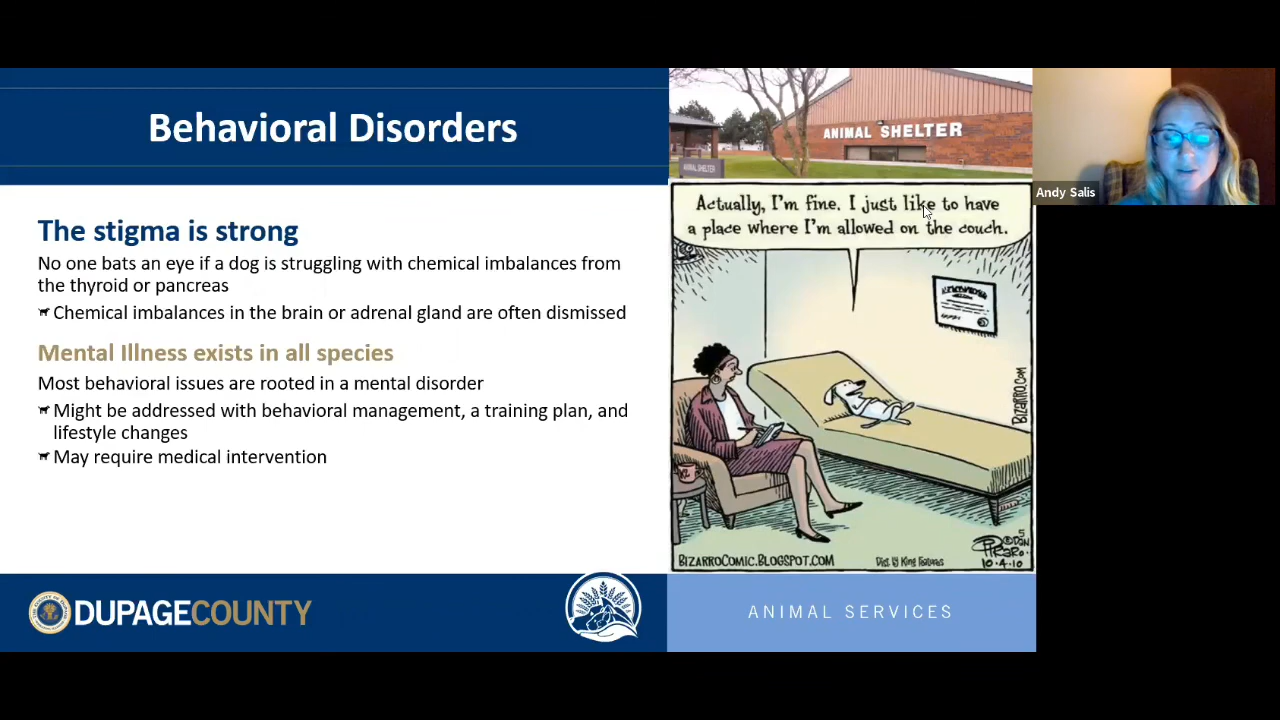 Behavioral Disorders
The stigma is strong
No one bats an eye if a dog is struggling with chemical imbalances from
the thyroid or pancreas
Chemical imbalances in the brain or adrenal gland are often dismissed
Mental Illness exists in all species
Most behavioral issues are rooted in a mental disorder
Might be addressed with behavioral management, a training plan, and
lifestyle changes
May require medical intervention
DUPAGECOUNTY
ANIMAL SHELTER
ANIMAL SHELTER
Actually, I'm fine. I just like to have
a place where I'm allowed on the couch.
BIZARRO.COM
BIZARROCOMIC.BLOGSPOT.COM
Dist. by King Features
10.4.10
ANIMAL SERVICES
Andy Salis